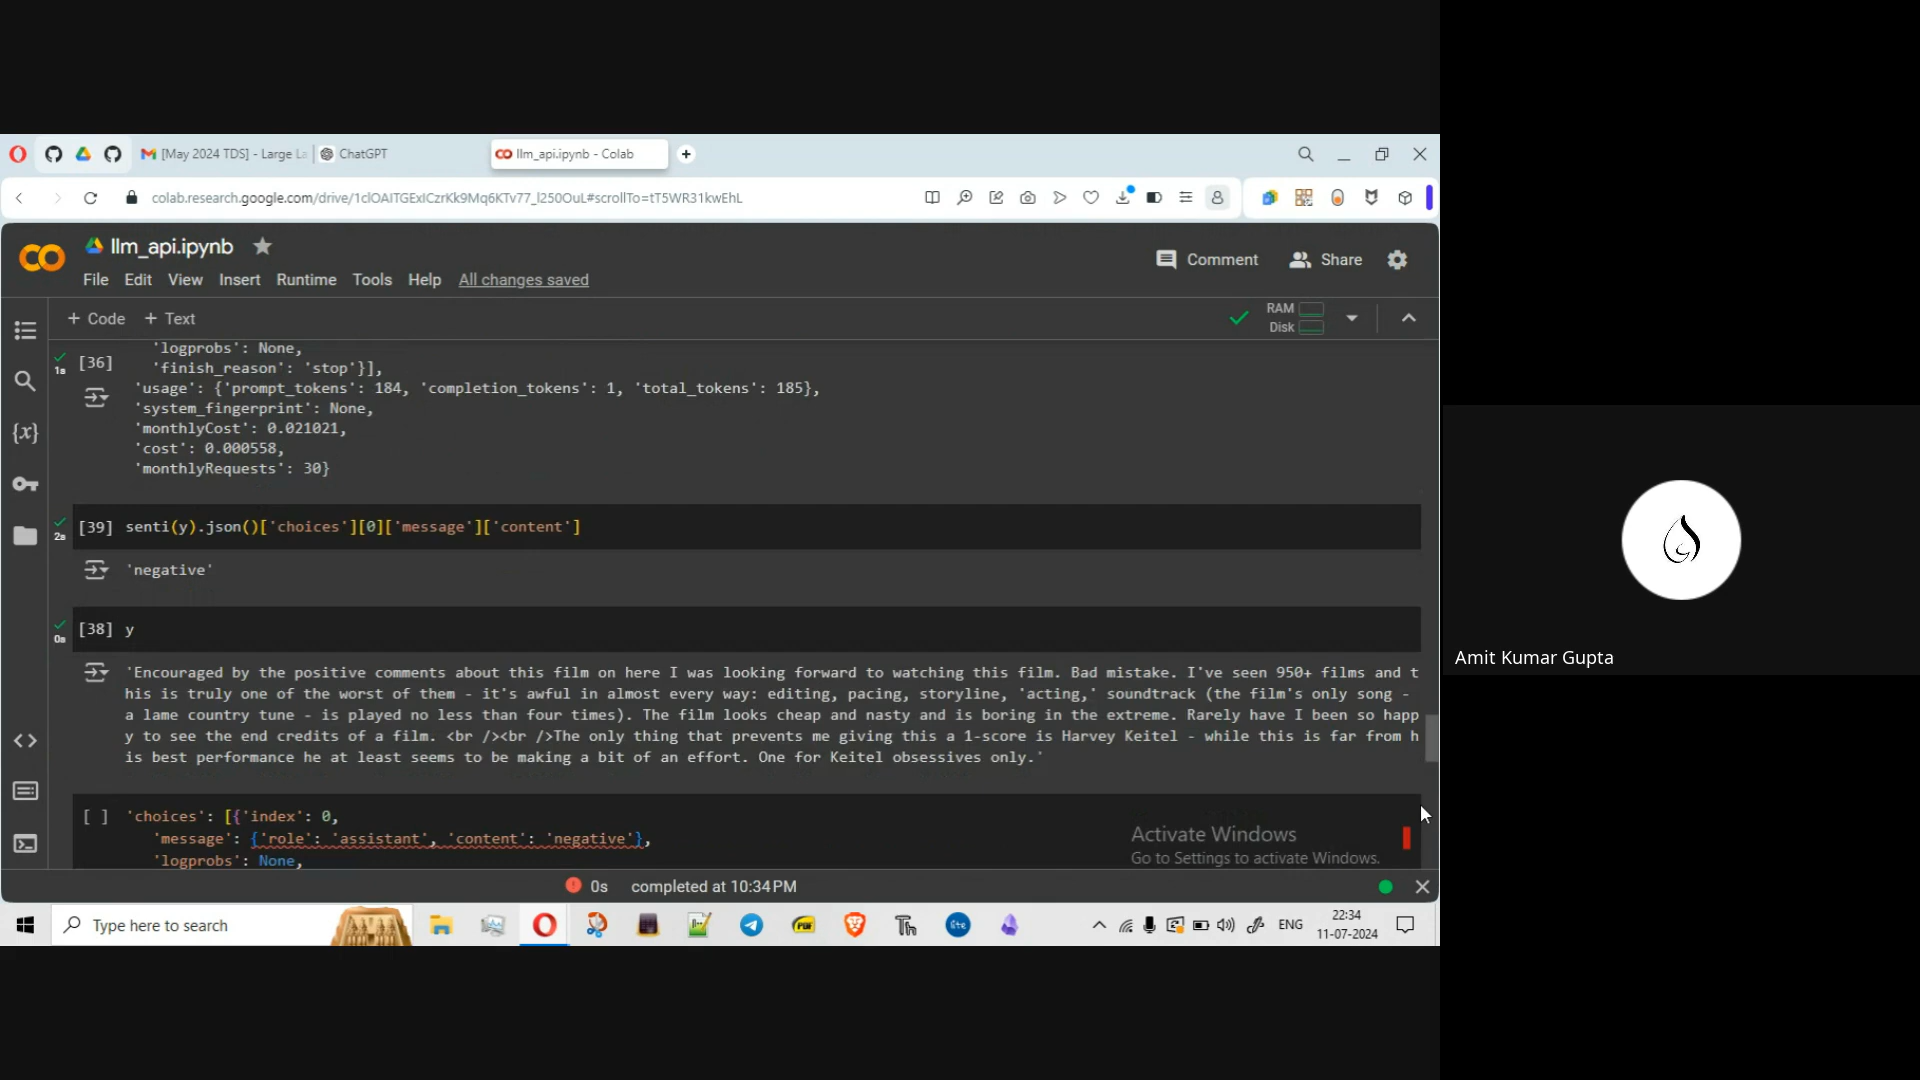 [May 2024 TDS] - Large La
ChatGPT
llm_api.ipynb - Colab
colab.research.google.com/drive/1clOAITGExICzrKk9Mq6KTv77_l250OuL#scrollTo=tT5WR31kwEhL
llm_api.ipynb
Comment
Share
File Edit View Insert Runtime Tools Help All changes saved
+ Code + Text
RAM
Disk
'logprobs': None,
[36]
1s
'finish_reason': 'stop'}],
'usage': {'prompt_tokens': 184, 'completion_tokens': 1, 'total_tokens': 185},
'system_fingerprint': None,
'monthlyCost': 0.021021,
'cost': 0.000558,
'monthlyRequests': 30}
[39] senti(y).json()['choices'][0]['message']['content']
2s
'negative'
[38] y
0s
'Encouraged by the positive comments about this film on here I was looking forward to watching this film. Bad mistake. I've seen 950+ films and t
his is truly one of the worst of them - it's awful in almost every way: editing, pacing, storyline, 'acting,' soundtrack (the film's only song -
a lame country tune - is played no less than four times). The film looks cheap and nasty and is boring in the extreme. Rarely have I been so happ
y to see the end credits of a film. <br /><br />The only thing that prevents me giving this a 1-score is Harvey Keitel - while this is far from h
is best performance he at least seems to be making a bit of an effort. One for Keitel obsessives only.'
[ ] 'choices': [{'index': 0,
'message': {'role': 'assistant', 'content': 'negative'},
'logprobs': None,
Activate Windows
Go to Settings to activate Windows.
0s completed at 10:34 PM
Type here to search
ENG
22:34
11-07-2024
Amit Kumar Gupta